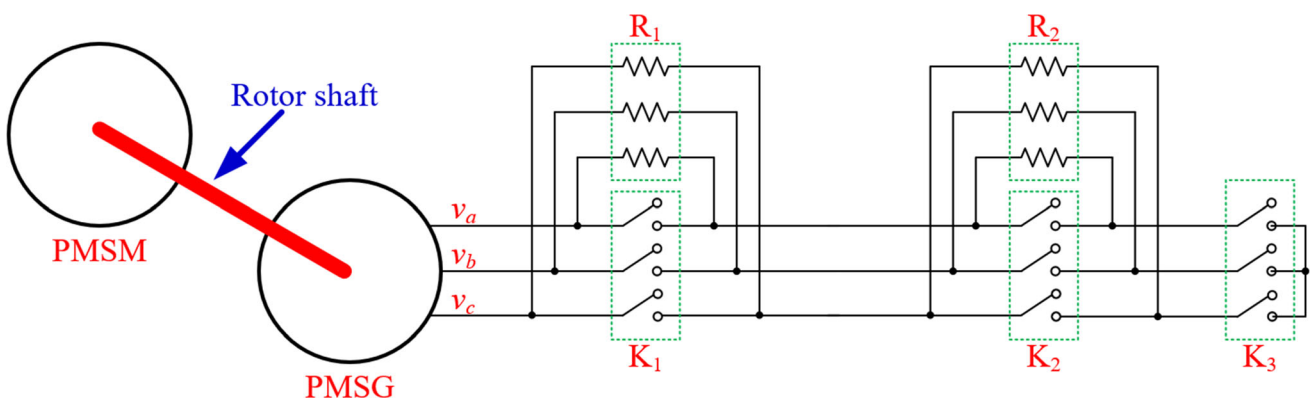 R1
R2
Rotor shaft
va
PMSM
vb
vc
K1
K2
K3
PMSG